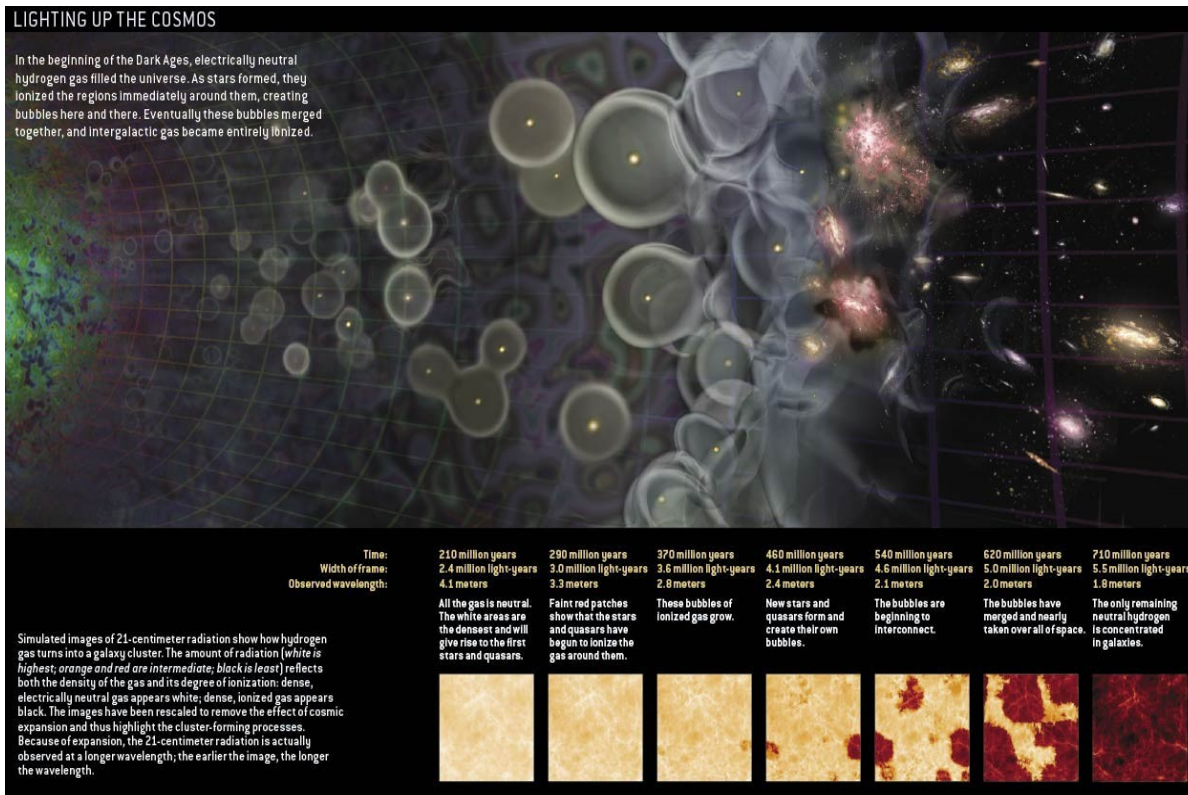 LIGHTING UP THE COSMOS
In the beginning of the Dark Ages, electrically neutral
hydrogen gas filled the universe. As stars formed, they
ionized the regions immediately around them, creating
bubbles here and there. Eventually these bubbles merged
together, and intergalactic gas became entirely ionized.
Time: 210 million years 290 million years 370 million years 460 million years 540 million years 620 million years 710 million years
Width of frame: 2.4 million light-years 3.0 million light-years 3.6 million light-years 4.1 million light-years 4.6 million light-years 5.0 million light-years 5.5 million light-years
Observed wavelength: 4.1 meters 3.3 meters 2.8 meters 2.4 meters 2.1 meters 2.0 meters 1.8 meters
All the gas is neutral.
The white areas are
the densest and will
give rise to the first
stars and quasars.
Faint red patches
show that the stars
and quasars have
begun to ionize the
gas around them.
These bubbles of
ionized gas grow.
New stars and
quasars form and
create their own
bubbles.
The bubbles are
beginning to
interconnect.
The bubbles have
merged and nearly
taken over all of space.
The only remaining
neutral hydrogen
is concentrated
in galaxies.
Simulated images of 21-centimeter radiation show how hydrogen
gas turns into a galaxy cluster. The amount of radiation (white is
highest; orange and red are intermediate; black is least) reflects
both the density of the gas and its degree of ionization: dense,
electrically neutral gas appears white; dense, ionized gas appears
black. The images have been rescaled to remove the effect of cosmic
expansion and thus highlight the cluster-forming processes.
Because of expansion, the 21-centimeter radiation is actually
observed at a longer wavelength; the earlier the image, the longer
the wavelength.